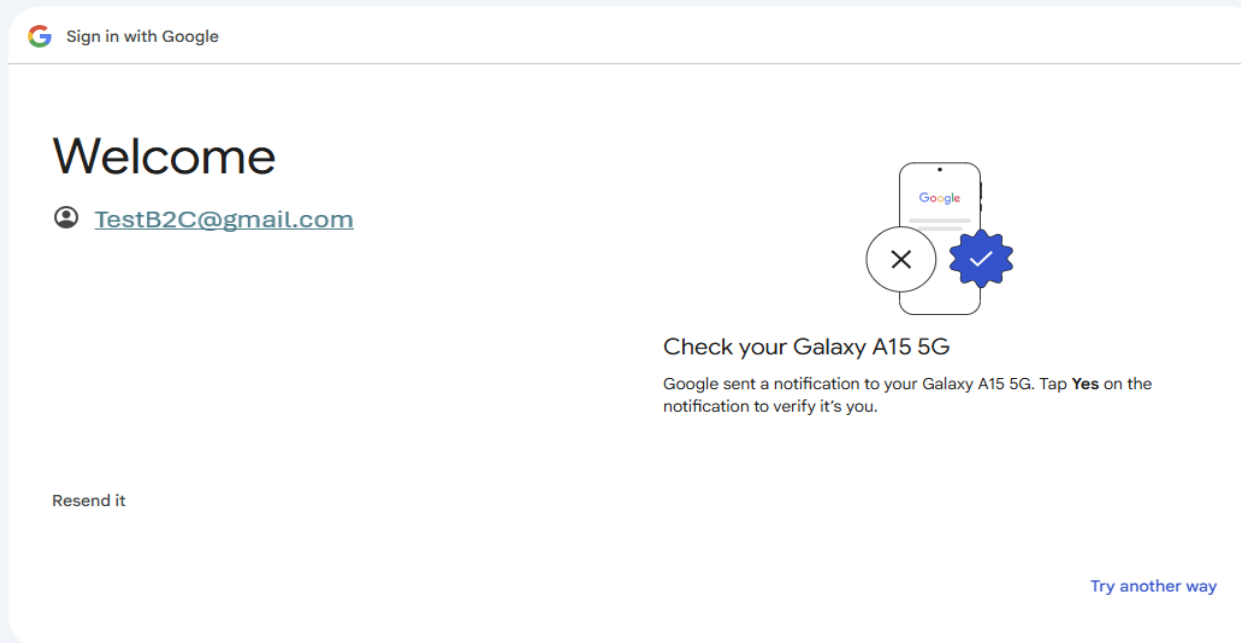 Sign in with Google
Welcome
TestB2C@gmail.com
Google
Check your Galaxy A15 5G
Google sent a notification to your Galaxy A15 5G. Tap Yes on the
notification to verify it’s you.
Resend it
Try another way